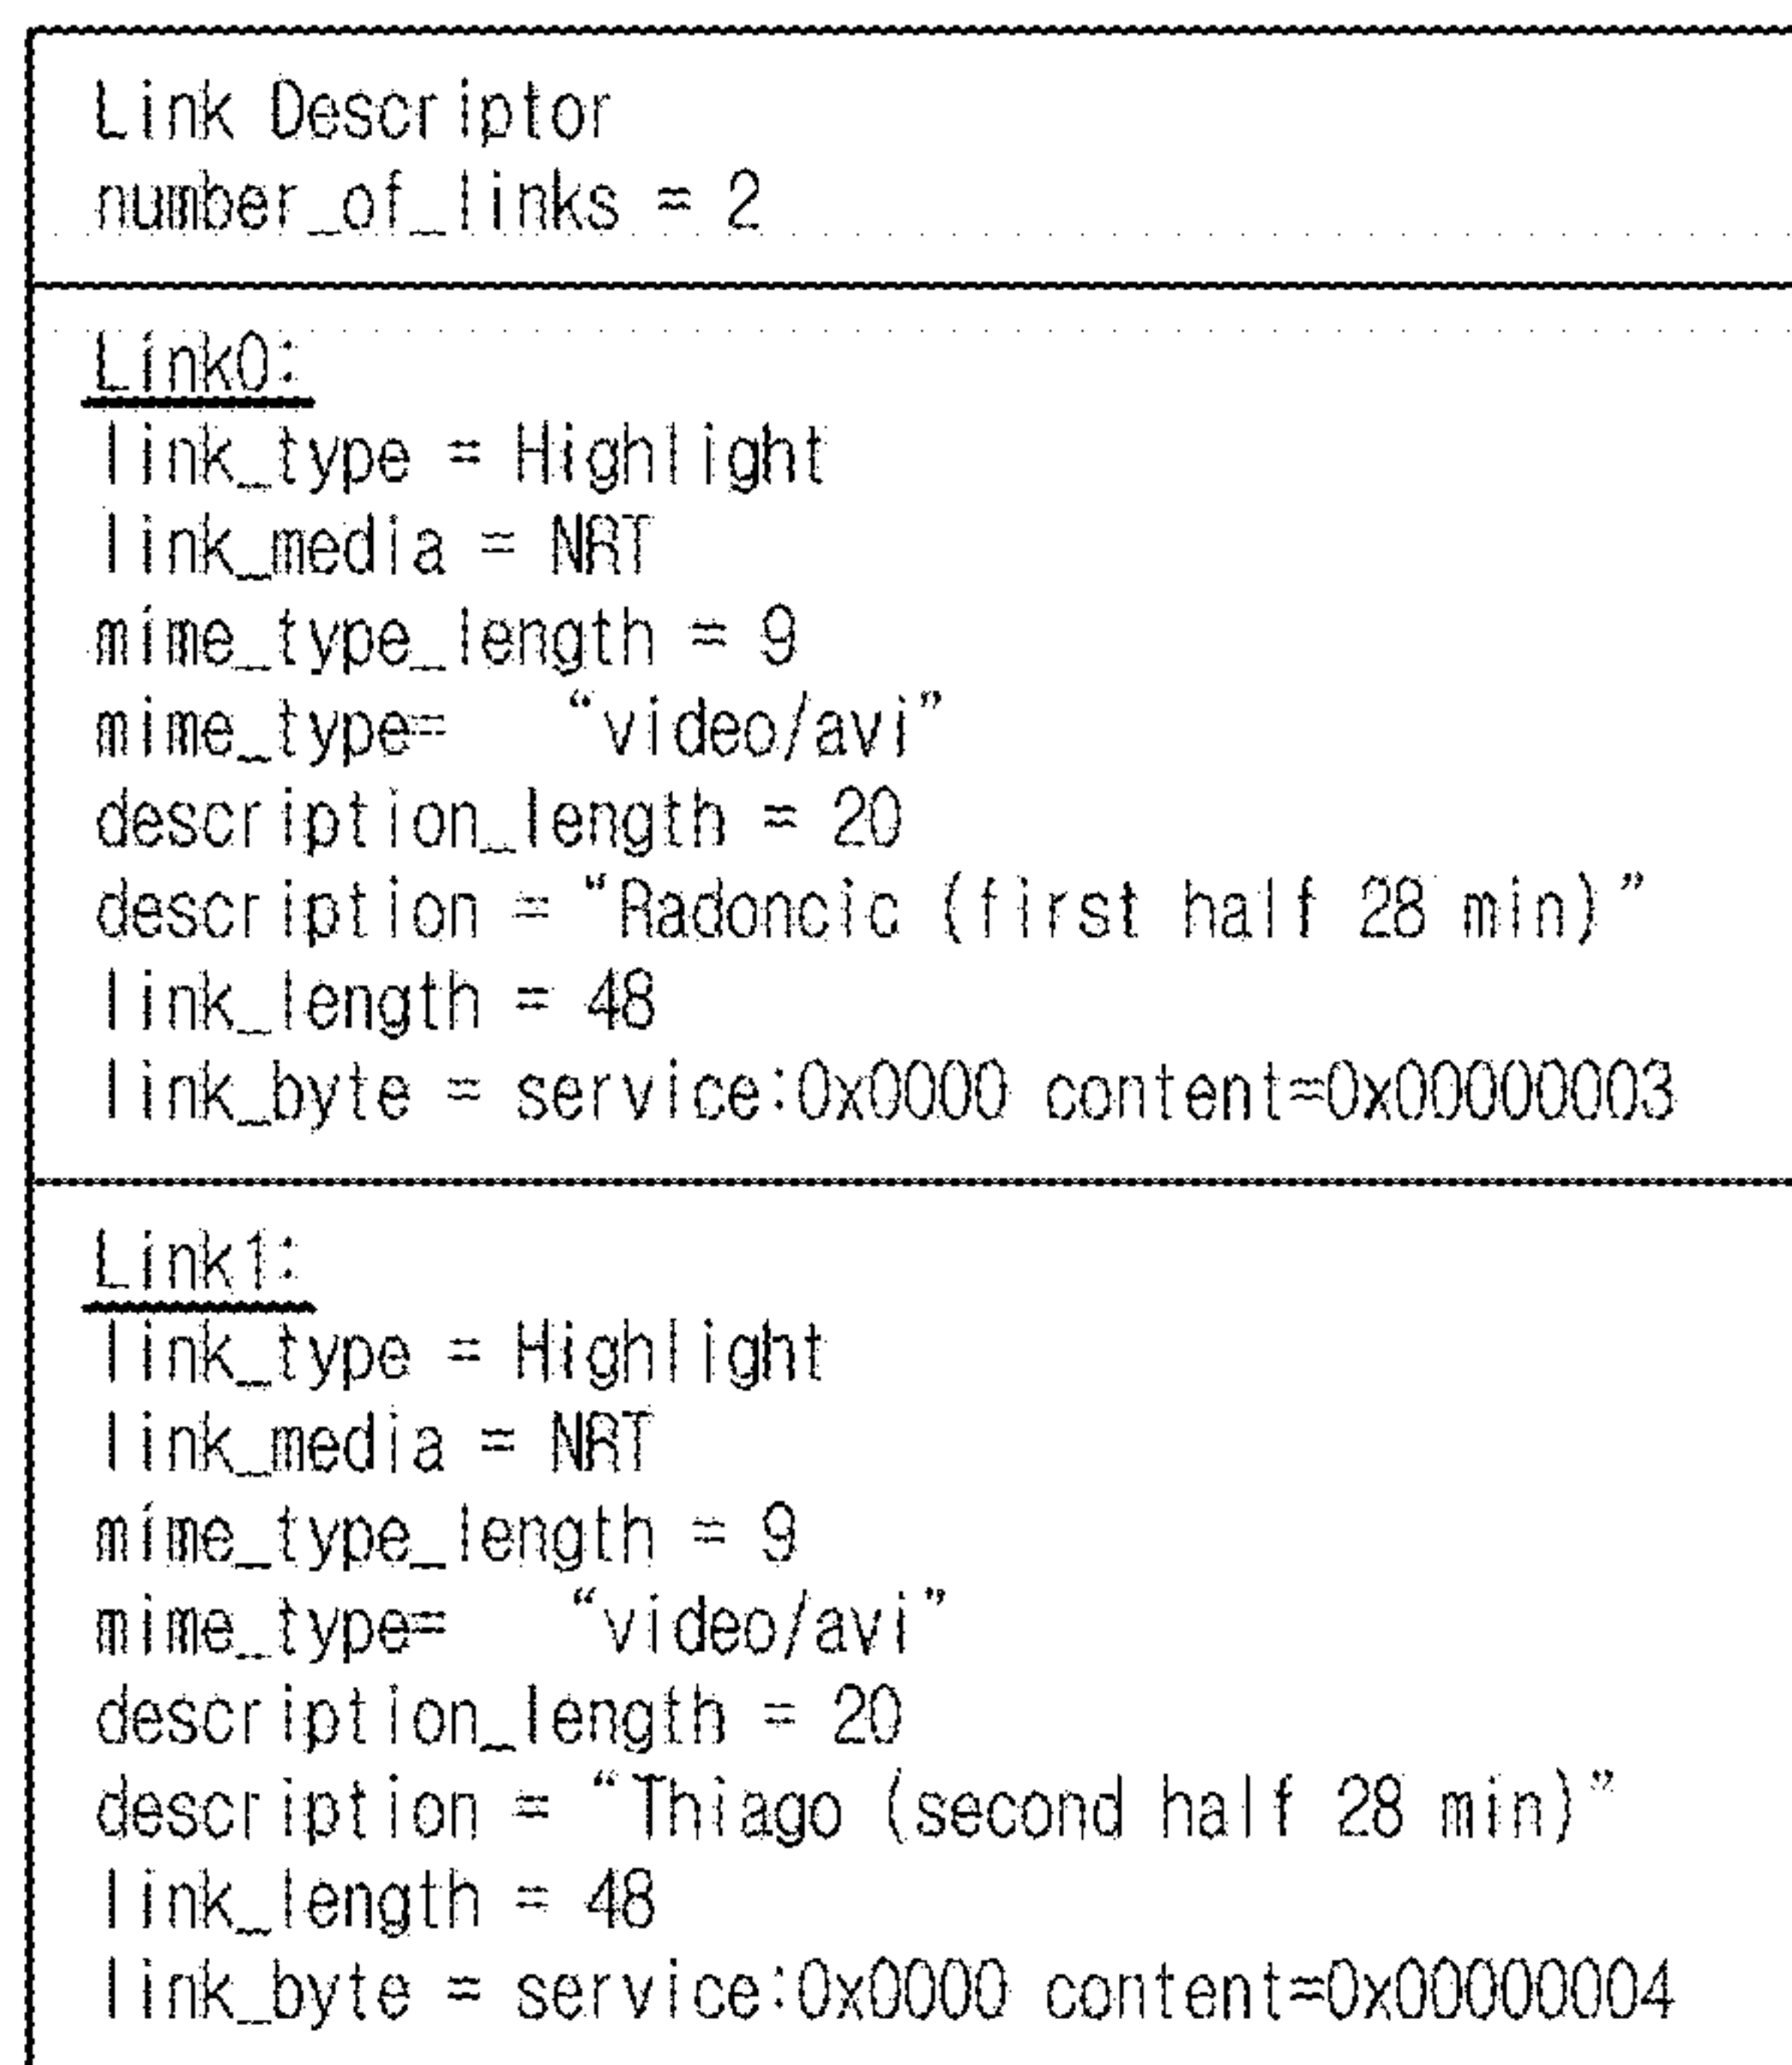 Link Descriptor
number_of_links = 2
Link0:
link_type = Highlight
link_media = NRT
mime_type_length = 9
mime_type= “video/avi”
description_length = 20
description = “Radoncic (first half 28 min)”
link_length = 48
link_byte = service:0x0000 content=0x00000003
Link1:
link_type = Highlight
link_media = NRT
mime_type_length = 9
mime_type= “video/avi”
description_length = 20
description = “Thiago (second half 28 min)”
link_length = 48
link_byte = service:0x0000 content=0x00000004